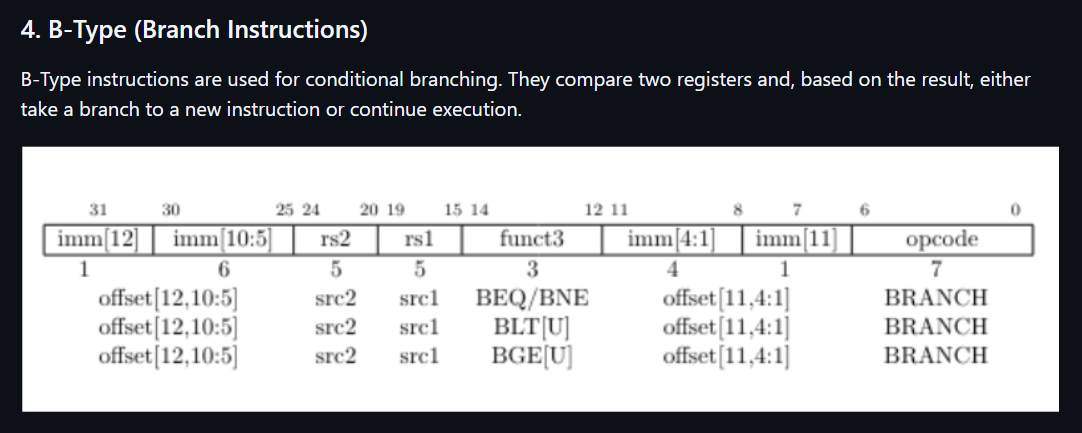 4. B-Type (Branch Instructions)
B-Type instructions are used for conditional branching. They compare two registers and, based on the result, either
take a branch to a new instruction or continue execution.
31 30 25 24 20 19 15 14 12 11 8 7 6 0
imm[12] imm[10:5] rs2 rs1 funct3 imm[4:1] imm[11] opcode
1 6 5 5 3 4 1 7
offset[12,10:5] src2 src1 BEQ/BNE offset[11,4:1] BRANCH
offset[12,10:5] src2 src1 BLT[U] offset[11,4:1] BRANCH
offset[12,10:5] src2 src1 BGE[U] offset[11,4:1] BRANCH